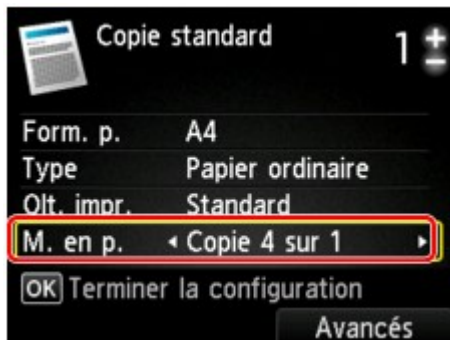 Copie standard 1
Form. p. A4
Type Papier ordinaire
Qlt. impr. Standard
M. en p. Copie 4 sur 1
OK Terminer la configuration
Avancés